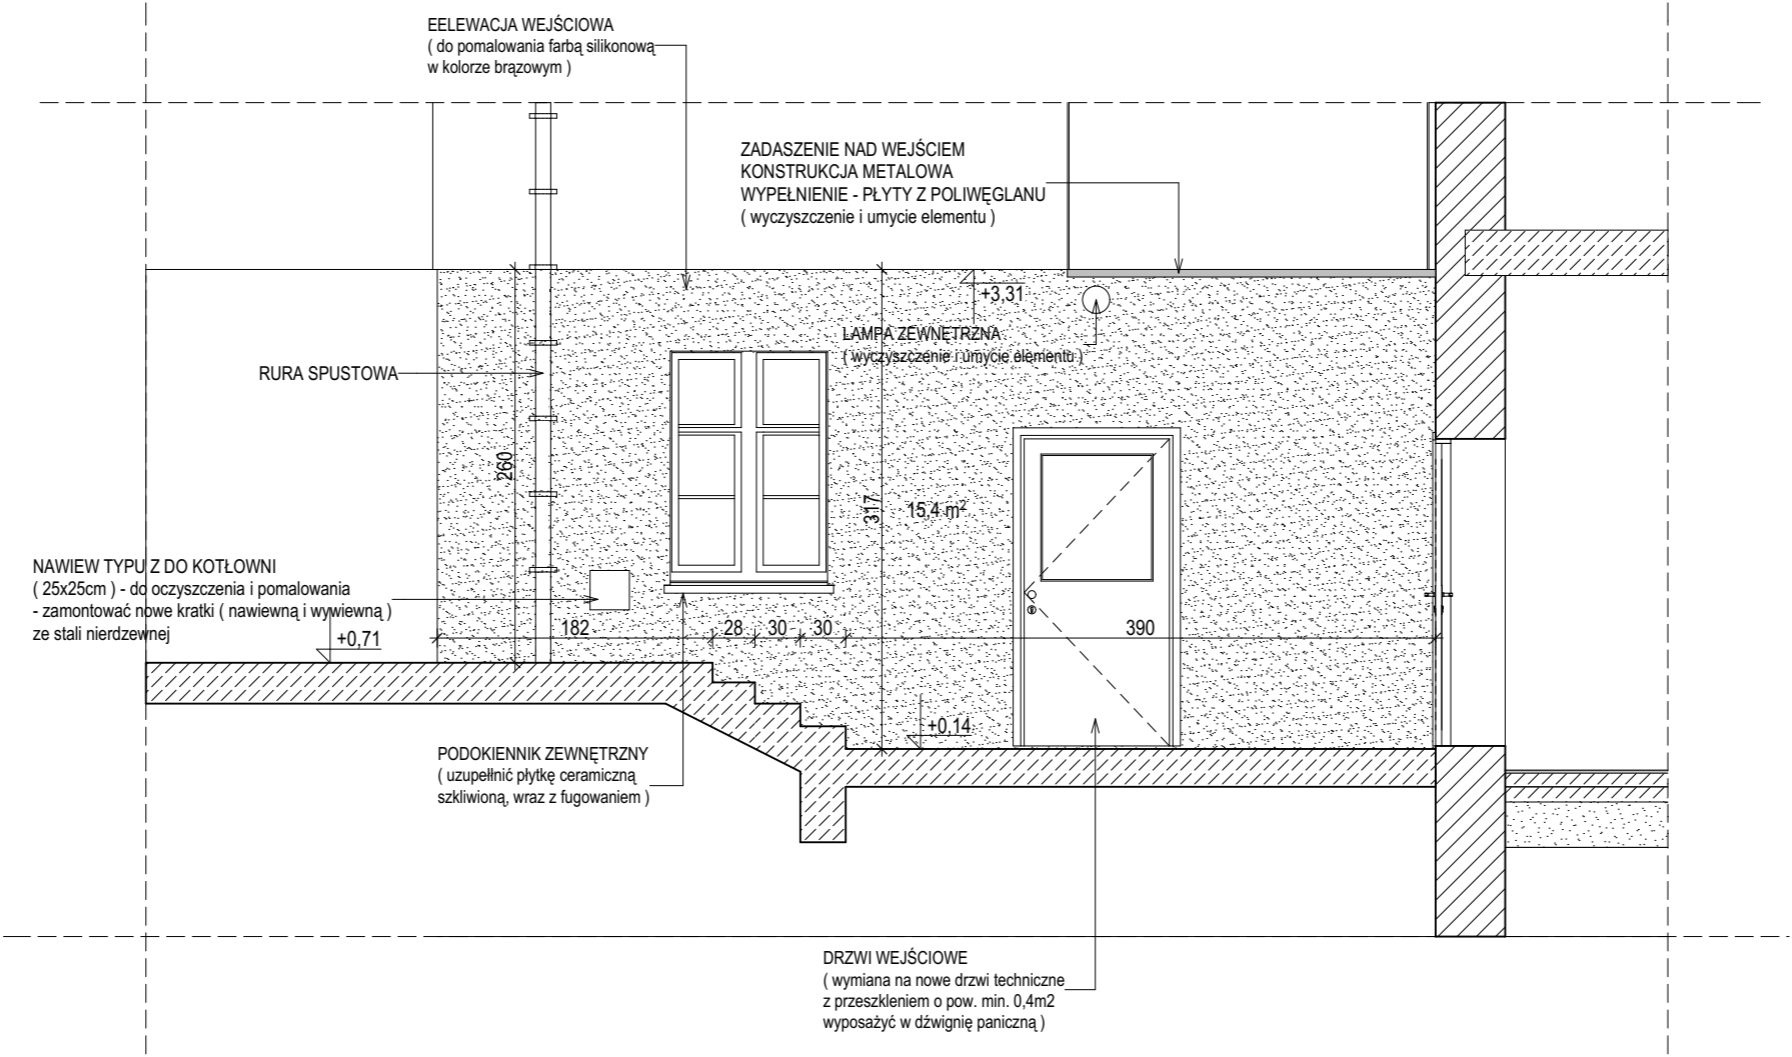 EELEWACJA WEJŚCIOWA
( do pomalowania farbą silikonową
w kolorze brązowym )
ZADASZENIE NAD WEJŚCIEM
KONSTRUKCJA METALOWA
WYPEŁNIENIE - PŁYTY Z POLIWĘGLANU
( wyczyszczenie i umycie elementu )
+3,31
LAMPA ZEWNĘTRZNA
( wyczyszczenie i umycie elementu )
RURA SPUSTOWA
260
317
15,4 m²
NAWIEW TYPU Z DO KOTŁOWNI
( 25x25cm ) - do oczyszczenia i pomalowania
- zamontować nowe kratki ( nawiewną i wywiewną )
ze stali nierdzewnej
+0,71
182
28
30
30
390
+0,14
PODOKIENNIK ZEWNĘTRZNY
( uzupełnić płytkę ceramiczną
szkliwioną, wraz z fugowaniem )
DRZWI WEJŚCIOWE
( wymiana na nowe drzwi techniczne
z przeszkleniem o pow. min. 0,4m2
wyposażyć w dźwignię paniczną )